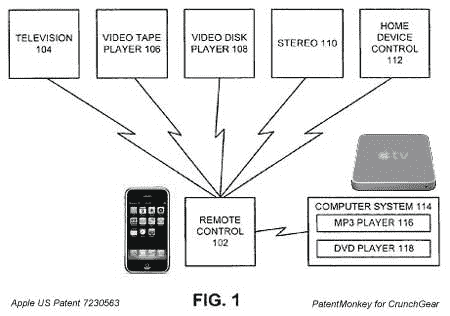 TELEVISION
104
VIDEO TAPE
PLAYER 106
VIDEO DISK
PLAYER 108
STEREO 110
HOME
DEVICE
CONTROL
112
tv
REMOTE
CONTROL
102
COMPUTER SYSTEM 114
MP3 PLAYER 116
DVD PLAYER 118
Apple US Patent 7230563
FIG. 1
PatentMonkey for CrunchGear